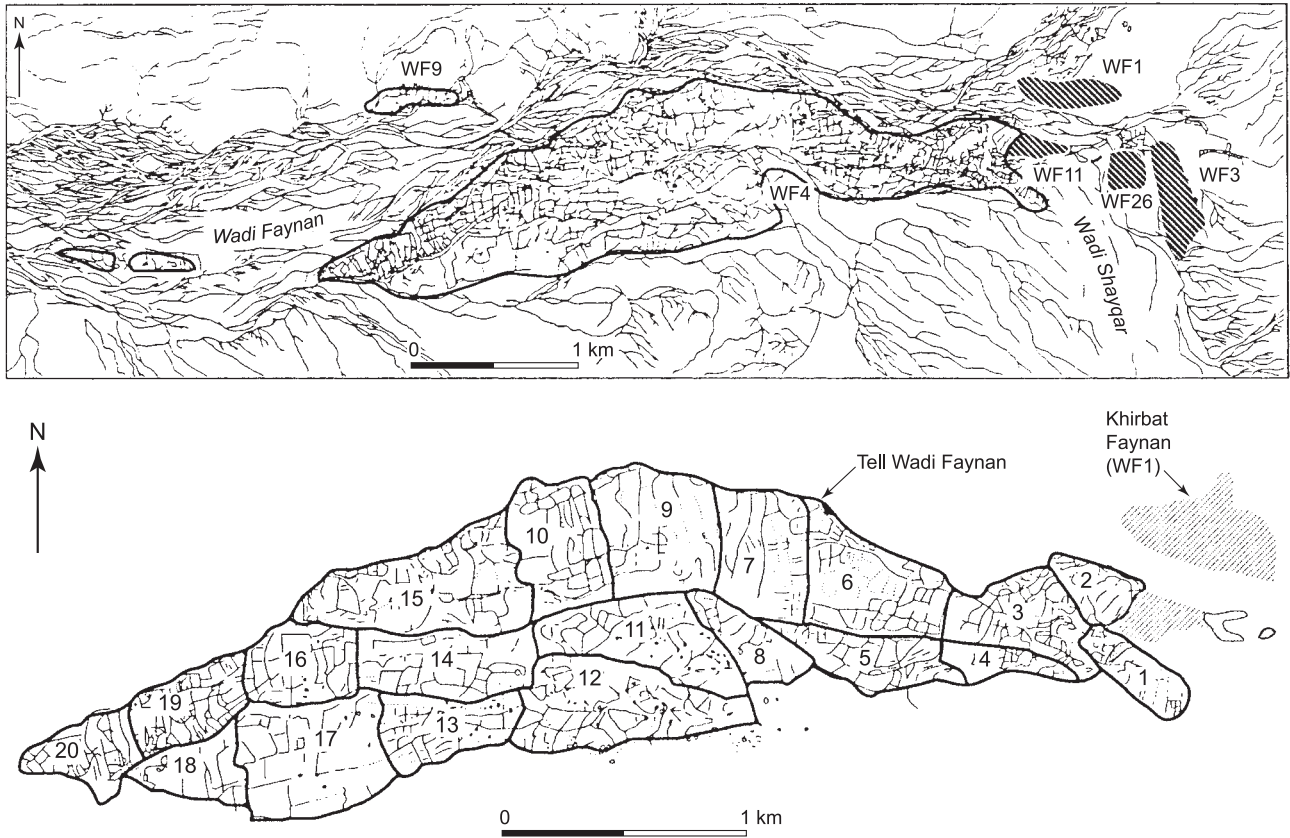 N
WF9
WF1
WF11
WF3
WF4
WF26
Wadi Faynan
Wadi Shayqar
0 1 km
N
Khirbat
Faynan
(WF1)
Tell Wadi Faynan
10
9
7
6
2
3
15
11
8
5
4
1
16
14
12
19
13
17
20
18
0 1 km